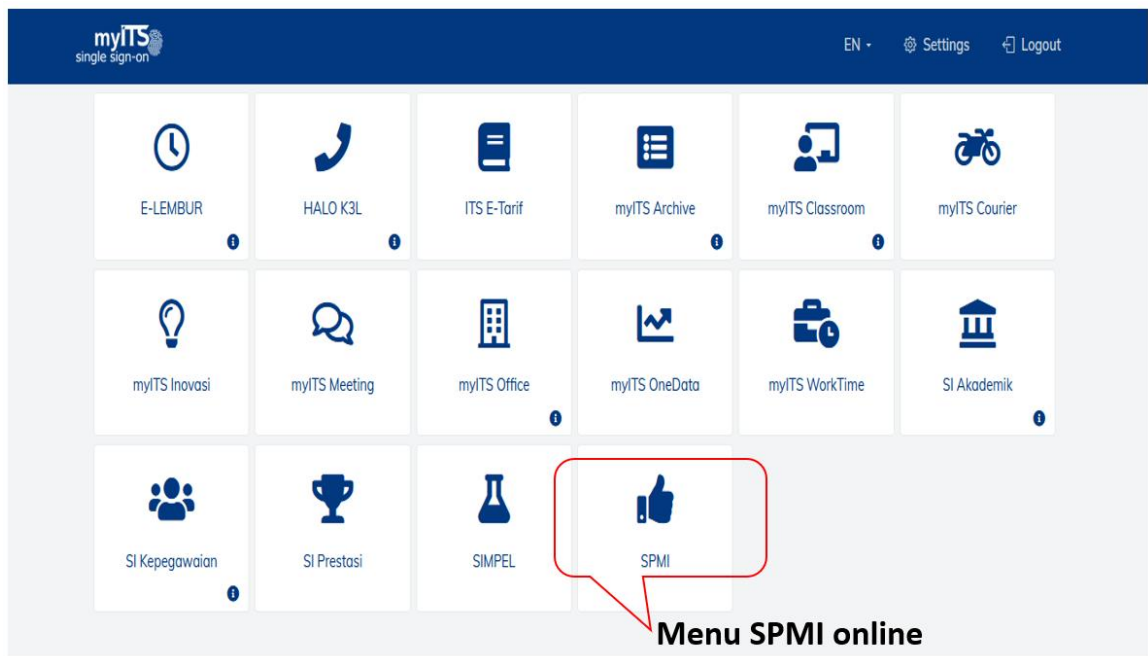 myITS
single sign-on
EN
Settings
Logout
E-LEMBUR
HALO K3L
ITS E-Tarif
myITS Archive
myITS Classroom
myITS Courier
myITS Inovasi
myITS Meeting
myITS Office
myITS OneData
myITS WorkTime
SI Akademik
SI Kepegawaian
SI Prestasi
SIMPEL
SPMI
Menu SPMI online